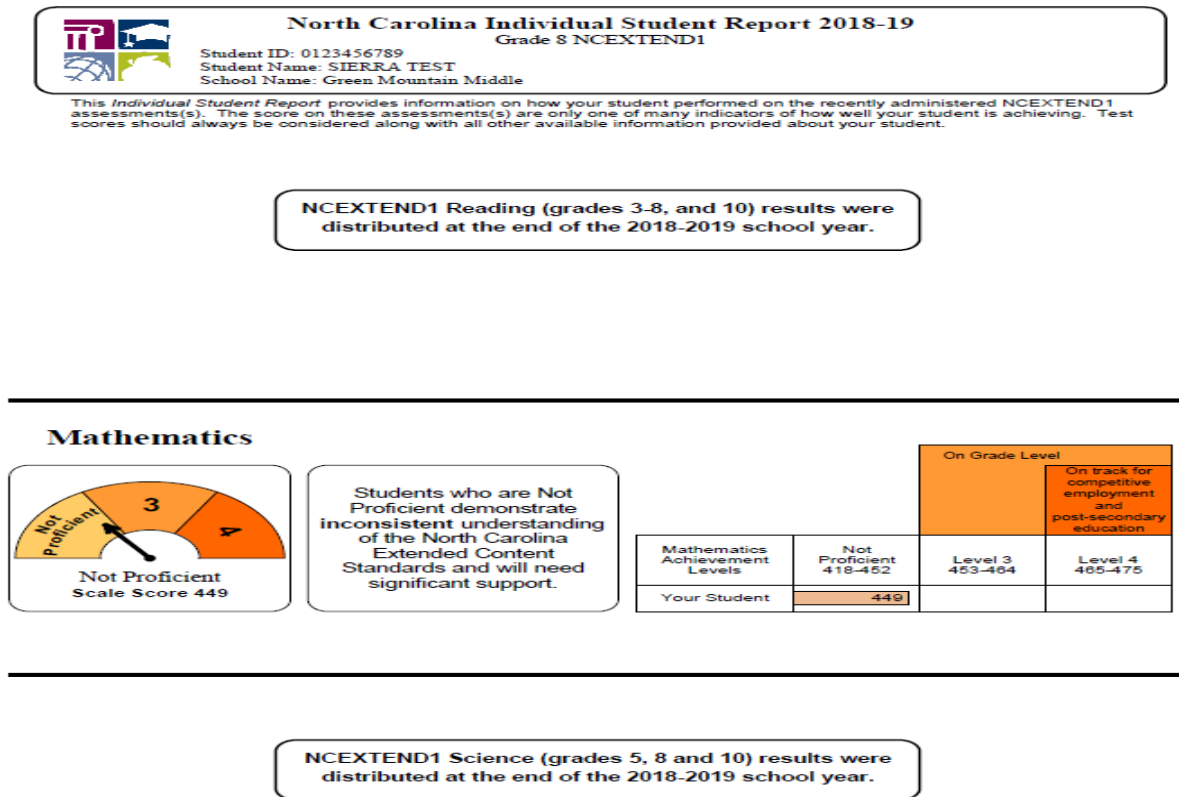 North Carolina Individual Student Report 2018-19
Grade 8 NCEXTEND1
Student ID: 0123456789
Student Name: SIERRA TEST
School Name: Green Mountain Middle
This Individual Student Report provides information on how your student performed on the recently administered NCEXTEND1
assessments(s). The score on these assessments(s) are only one of many indicators of how well your student is achieving. Test
scores should always be considered along with all other available information provided about your student.
NCEXTEND1 Reading (grades 3-8, and 10) results were
distributed at the end of the 2018-2019 school year.
Mathematics
Not
Proficient
3
4
Not Proficient
Scale Score 449
Students who are Not
Proficient demonstrate
inconsistent understanding
of the North Carolina
Extended Content
Standards and will need
significant support.
On Grade Level
On track for
competitive
employment
and
post-secondary
education
Mathematics
Achievement
Levels
Not
Proficient
418-452
Level 3
453-464
Level 4
465-475
Your Student
449
NCEXTEND1 Science (grades 5, 8 and 10) results were
distributed at the end of the 2018-2019 school year.